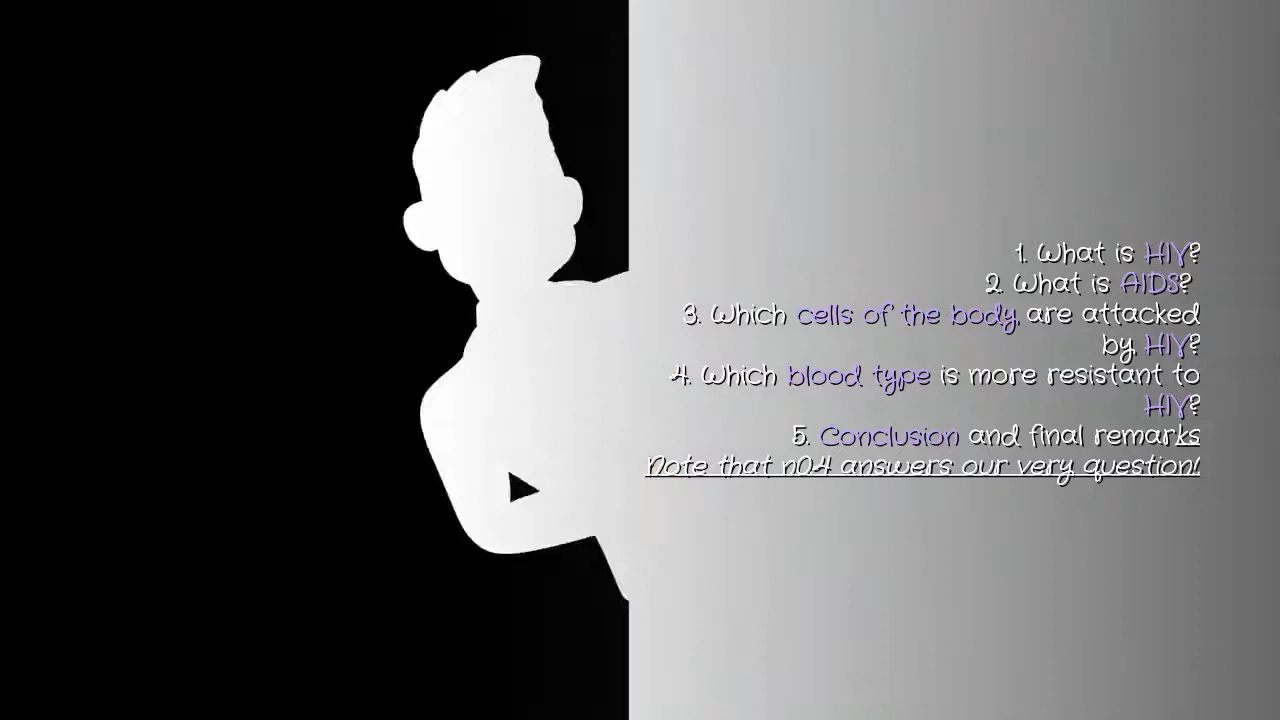 1. What is HIV?
2. What is AIDS?
3. Which cells of the body are attacked
by HIV?
4. Which blood type is more resistant to
HIV?
5. Conclusion and final remarks
Note that n04 answers our very question!